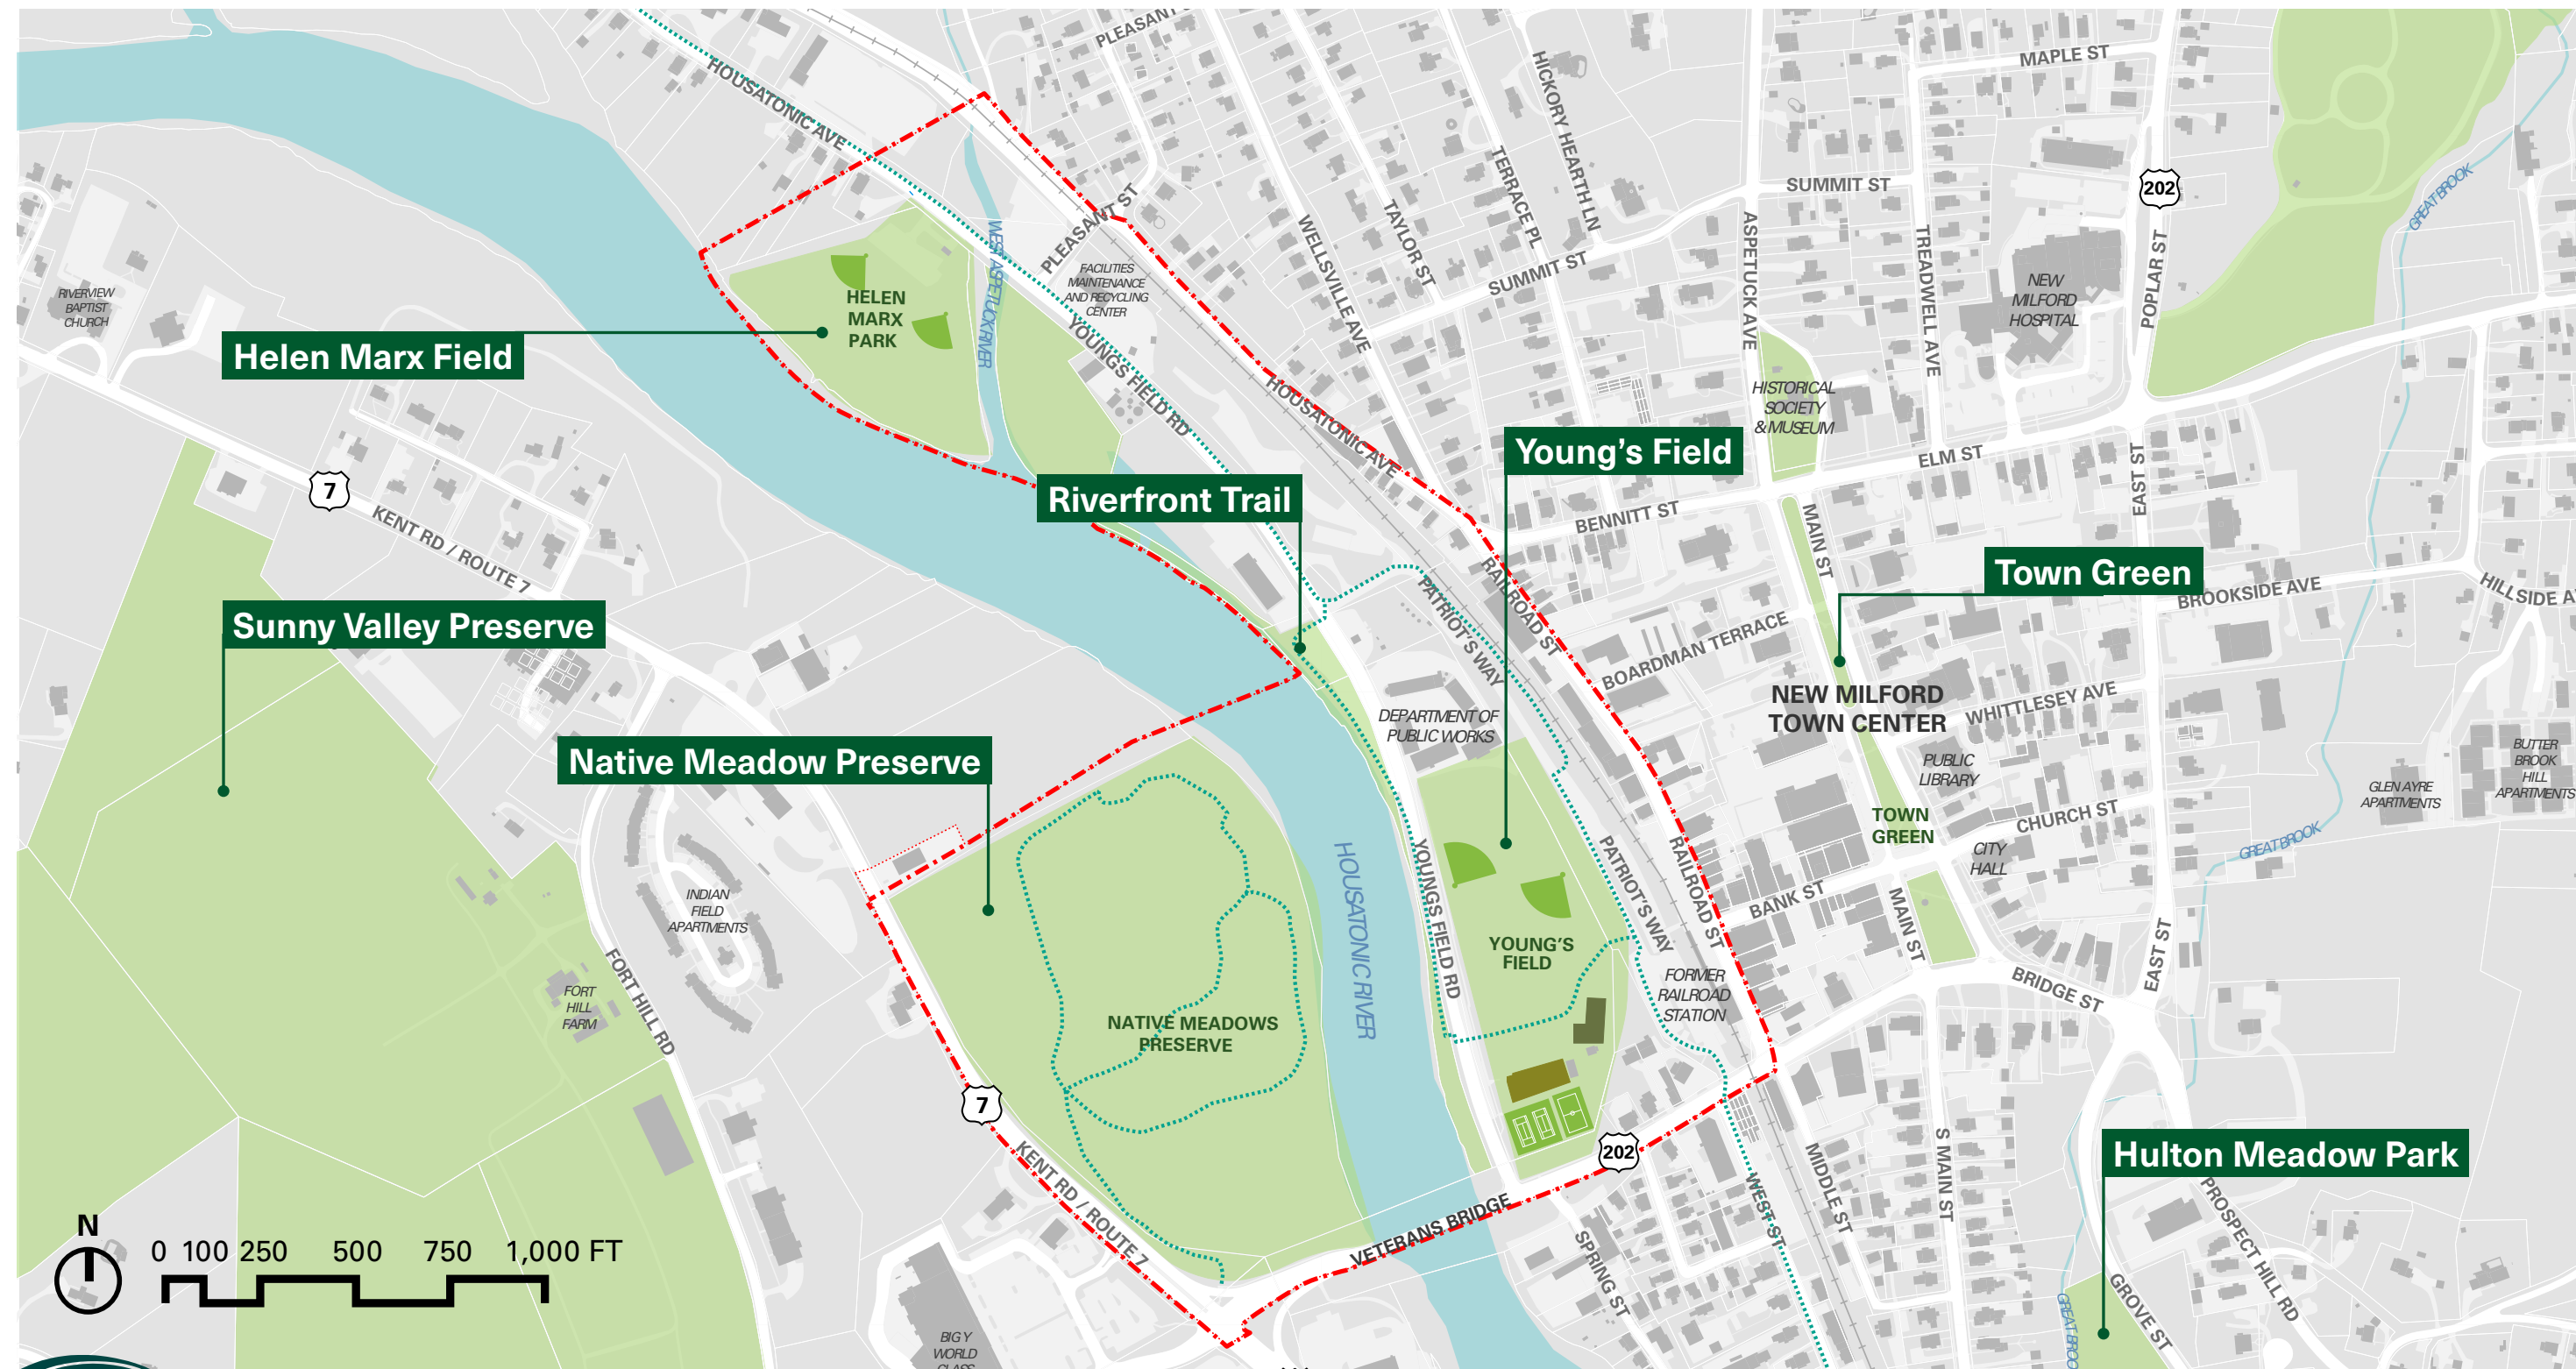 PLEASANT
HOUSATONIC AVE
HICKORY HEARTH LN
MAPLE ST
202
GREAT BROOK
PLEASANT ST
TERRACE PL
SUMMIT ST
TAYLOR ST
WELLSVILLE AVE
SUMMIT ST
ASPETUCK AVE
TREADWELL AVE
POPLAR ST
WEST ASPETUCK RIVER
FACILITIES
MAINTENANCE
AND RECYCLING
CENTER
NEW
MILFORD
HOSPITAL
RIVERVIEW
BAPTIST
CHURCH
HELEN
MARX
PARK
Helen Marx Field
YOUNGS FIELD RD
HOUSATONIC AVE
HISTORICAL
SOCIETY
& MUSEUM
Young's Field
ELM ST
EAST ST
7
KENT RD / ROUTE 7
Riverfront Trail
BENNITT ST
MAIN ST
Town Green
BROOKSIDE AVE
HILLSIDE A
Sunny Valley Preserve
PATRIOT'S WAY
RAILROAD ST
BOARDMAN TERRACE
NEW MILFORD
TOWN CENTER
WHITTLESEY AVE
DEPARTMENT OF
PUBLIC WORKS
Native Meadow Preserve
PUBLIC
LIBRARY
GLEN AYRE
APARTMENTS
BUTTER
BROOK
HILL
APARTMENTS
TOWN
GREEN
CHURCH ST
CITY
HALL
GREAT BROOK
HOUSATONIC RIVER
YOUNGS FIELD RD
PATRIOT'S WAY
RAILROAD ST
BANK ST
MAIN ST
INDIAN
FIELD
APARTMENTS
YOUNG'S
FIELD
FORMER
RAILROAD
STATION
BRIDGE ST
EAST ST
FORT
HILL
FARM
FORT HILL RD
NATIVE MEADOWS
PRESERVE
7
KENT RD / ROUTE 7
202
VETERANS BRIDGE
SPRING ST
WEST ST
MIDDLE ST
S MAIN ST
Hulton Meadow Park
PROSPECT HILL RD
GROVE ST
GREAT BROO
N
0 100 250 500 750 1,000 FT
BIG Y
WORLD
CLASS